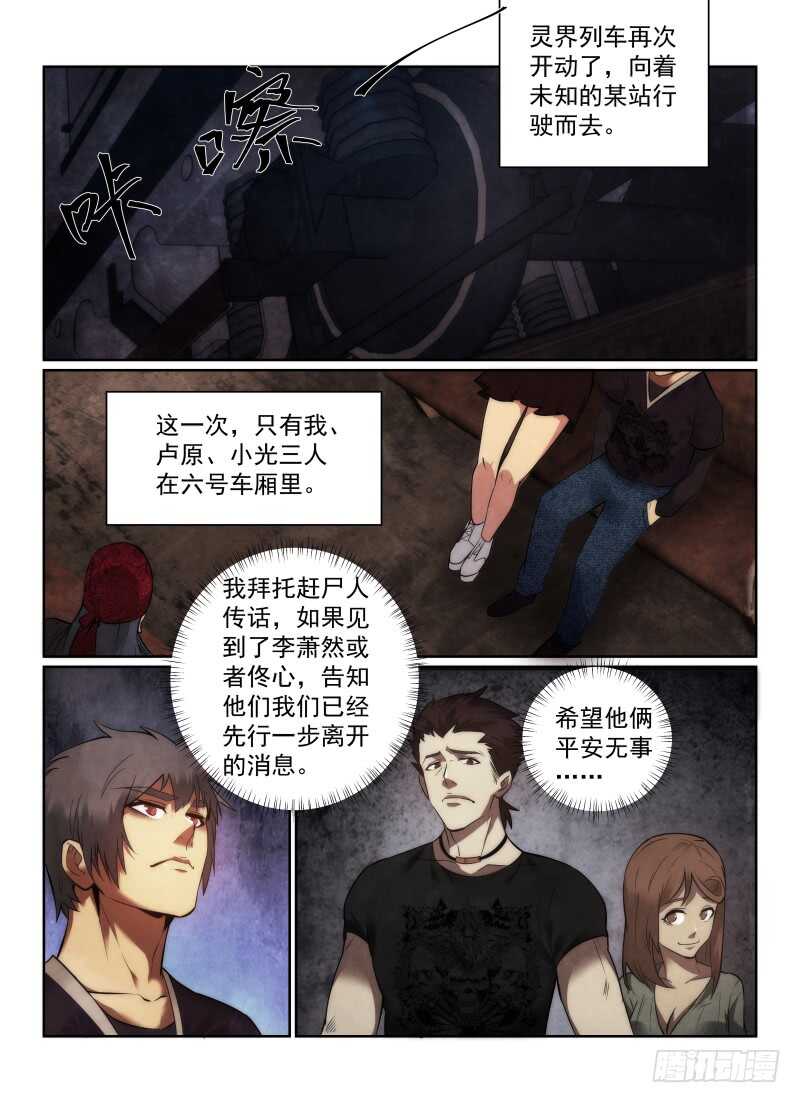 灵界列车再次
开动了，向着
未知的某站行
驶而去。
咔嚓
这一次，只有我、
卢原、小光三人
在六号车厢里。
我拜托赶尸人
传话，如果见
到了李萧然或
者佟心，告知
他们我们已经
先行一步离开
的消息。
希望他俩
平安无事
……
腾讯动漫